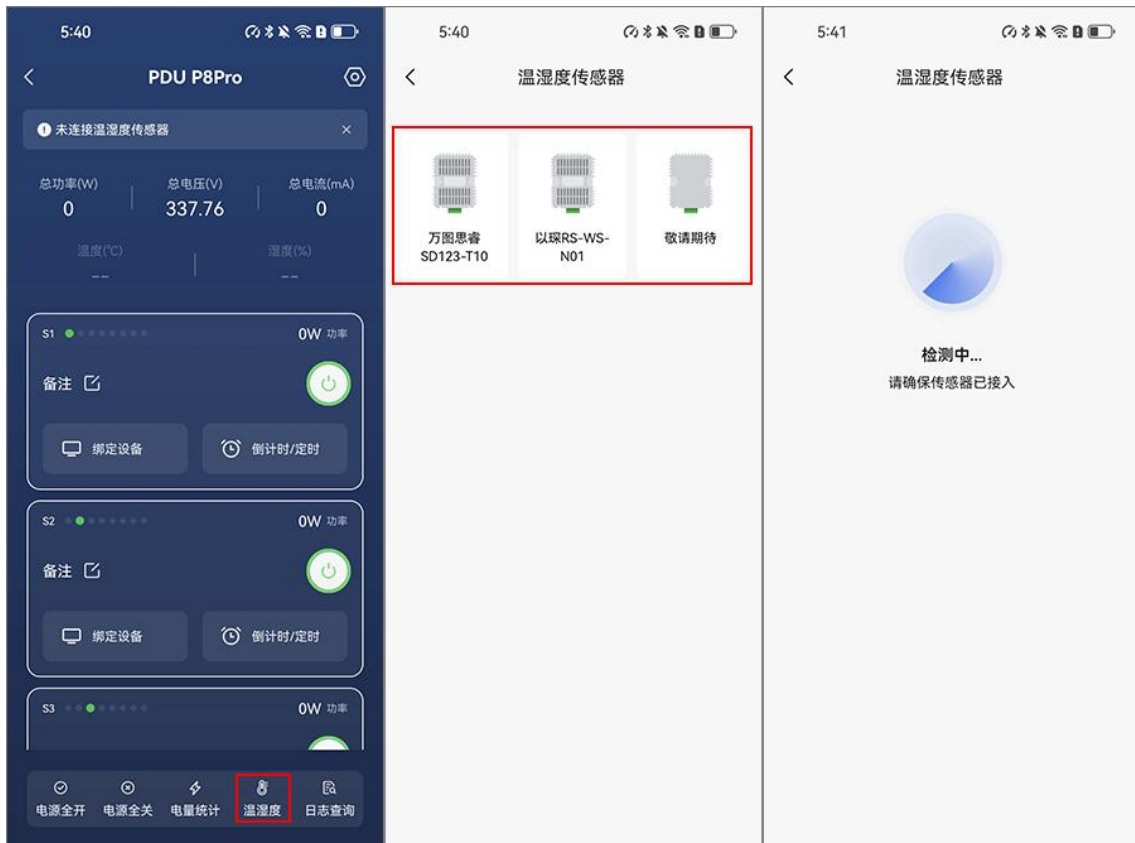 5:40
PDU P8Pro
未连接温湿度传感器
总功率(W) 总电压(V) 总电流(mA)
0 337.76 0
温度(℃) 湿度(%)
-- --
S1 0W 功率
备注
绑定设备 倒计时/定时
S2 0W 功率
备注
绑定设备 倒计时/定时
S3 0W 功率
电源全开 电源全关 电量统计 温湿度 日志查询
5:40
温湿度传感器
万图思睿 以琛RS-WS- 敬请期待
SD123-T10 N01
5:41
温湿度传感器
检测中...
请确保传感器已接入